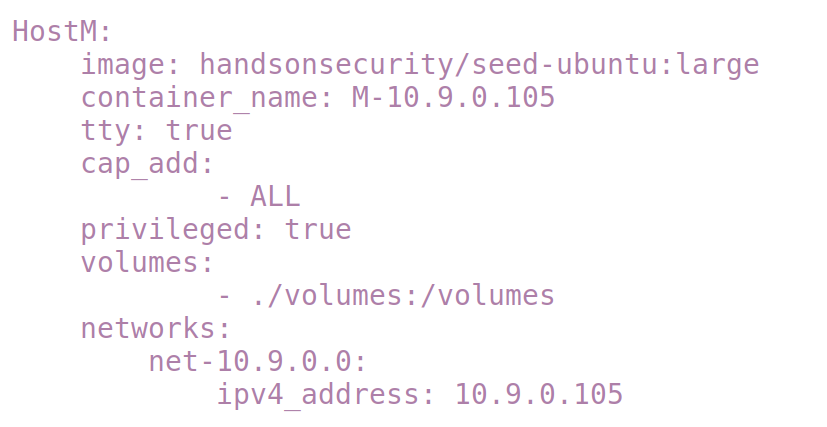 HostM:
image: handsonsecurity/seed-ubuntu:large
container_name: M-10.9.0.105
tty: true
cap_add:
- ALL
privileged: true
volumes:
- ./volumes:/volumes
networks:
net-10.9.0.0:
ipv4_address: 10.9.0.105